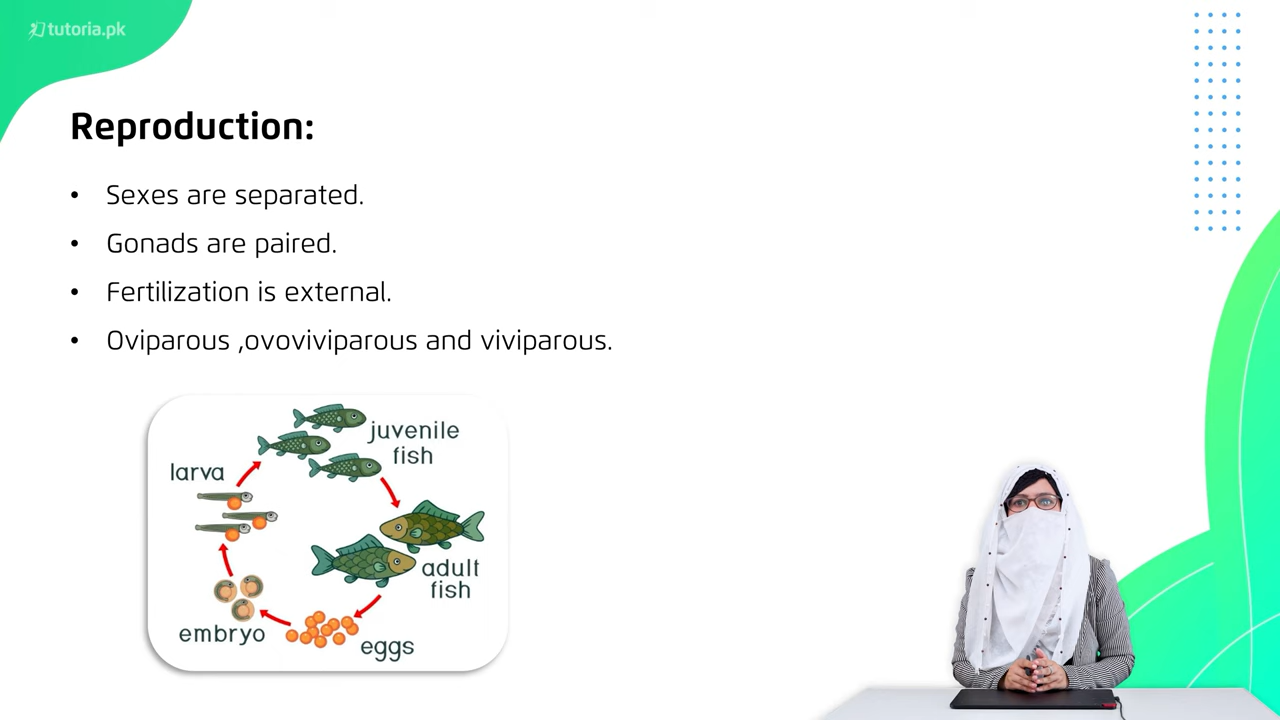 tutoria.pk
Reproduction:
• Sexes are separated.
• Gonads are paired.
• Fertilization is external.
• Oviparous ,ovoviviparous and viviparous.
juvenile
fish
larva
adult
fish
embryo
eggs